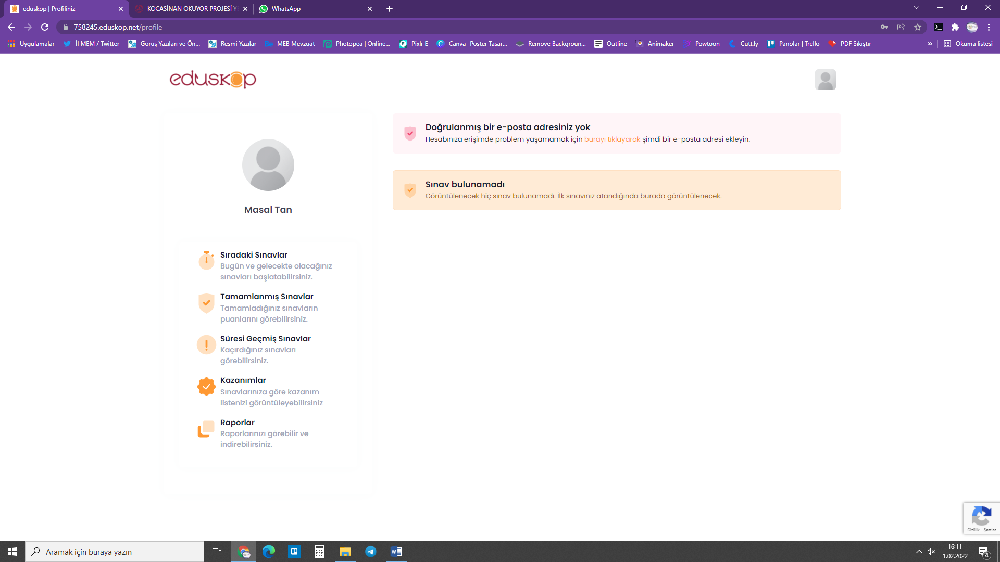 eduskop | Profiliniz
KOCASİNAN OKUYOR PROJESİ Y
WhatsApp
758245.eduskop.net/profile
Uygulamalar
İl MEM / Twitter
Görüş Yazıları ve Ön...
Resmi Yazılar
MEB Mevzuat
Photopea | Online...
Pixlr E
Canva -Poster Tasar...
Remove Backgroun...
Outline
Animaker
Powtoon
Cutt.ly
Panolar | Trello
PDF Sıkıştır
»
Okuma listesi
eduskop
Doğrulanmış bir e-posta adresiniz yok
Hesabınıza erişimde problem yaşamamak için burayı tıklayarak şimdi bir e-posta adresi ekleyin.
Sınav bulunamadı
Görüntülenecek hiç sınav bulunamadı. İlk sınavınız atandığında burada görüntülenecek.
Masal Tan
Sıradaki Sınavlar
Bugün ve gelecekte olacağınız
sınavları başlatabilirsiniz.
Tamamlanmış Sınavlar
Tamamladığınız sınavların
puanlarını görebilirsiniz.
Süresi Geçmiş Sınavlar
Kaçırdığınız sınavları
görebilirsiniz.
Kazanımlar
Sınavlarınıza göre kazanım
listenizi görüntüleyebilirsiniz
Raporlar
Raporlarınızı görebilir ve
indirebilirsiniz.
Gizlilik - Şartlar
Aramak için buraya yazın
16:11
1.02.2022
4